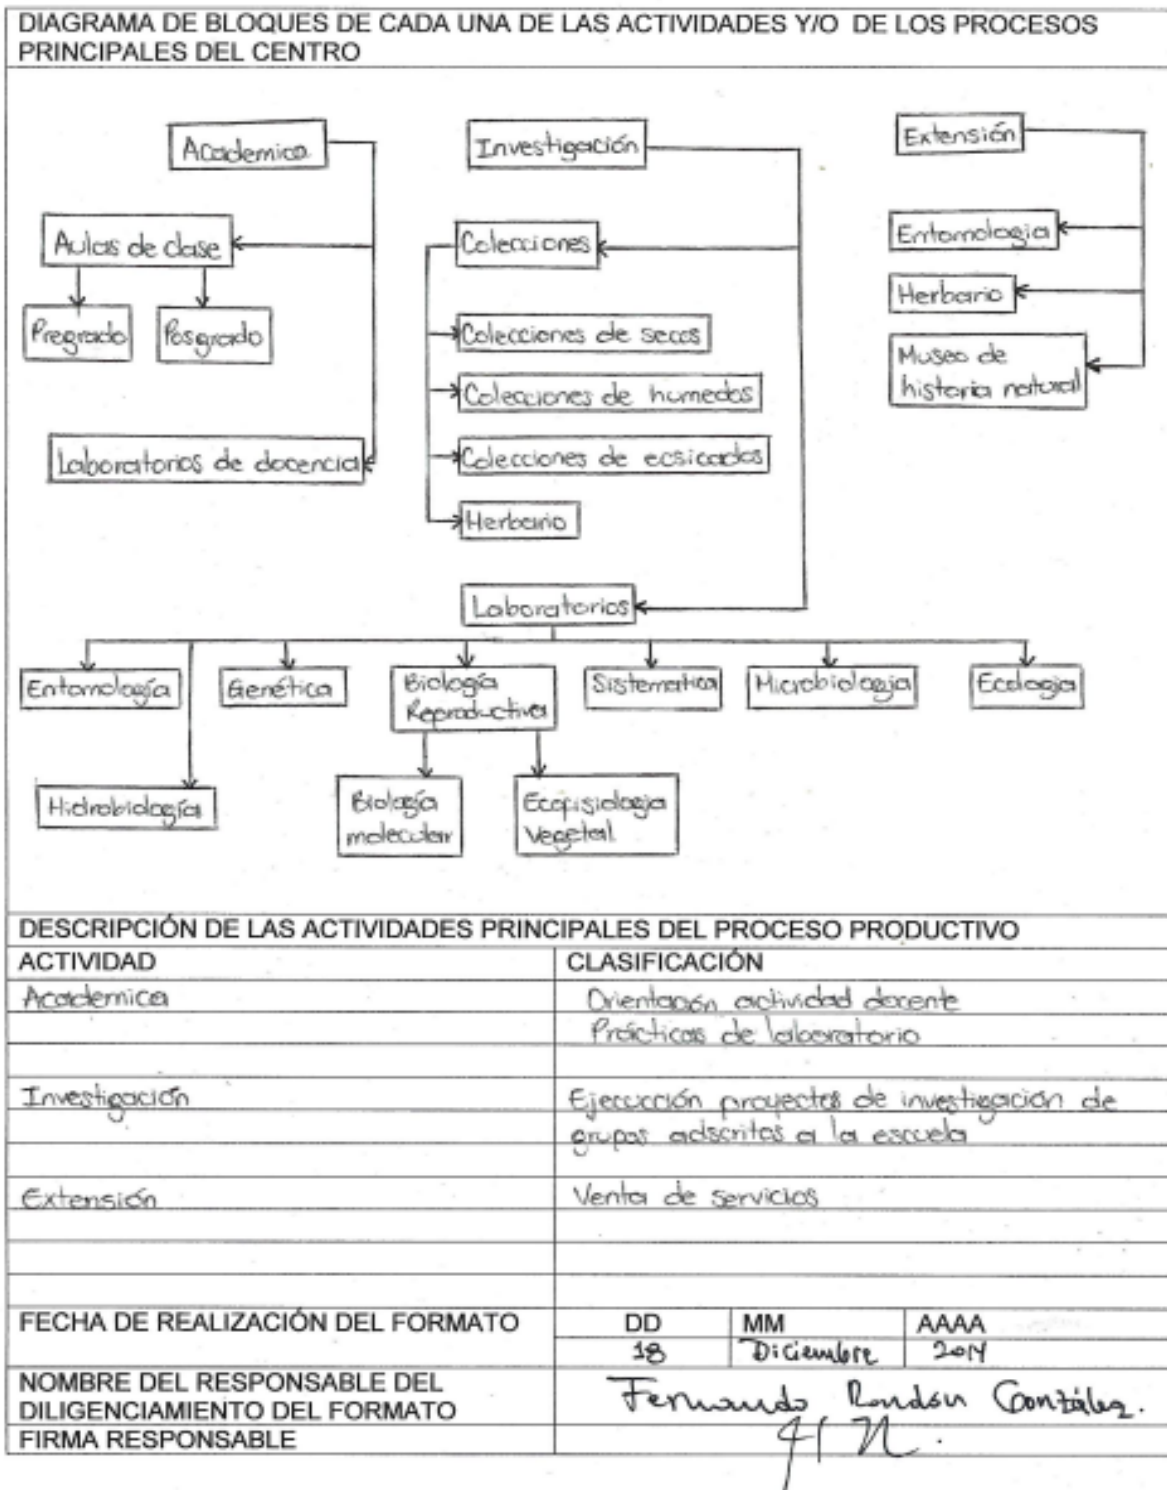 DIAGRAMA DE BLOQUES DE CADA UNA DE LAS ACTIVIDADES Y/O DE LOS PROCESOS
PRINCIPALES DEL CENTRO
Academica
Investigación
Extensión
Aulas de clase
Pregrado
Posgrado
Laboratorios de docencia
Colecciones
Colecciones de secos
Colecciones de humedos
Colecciones de ecsicados
Herbario
Entomologia
Herbario
Museo de
historia natural
Laboratorios
Entomología
Genética
Biología
Reproductiva
Sistematica
Microbiologia
Ecologia
Hidrobiología
Biología
molecular
Ecofisiologia
Vegetal
DESCRIPCIÓN DE LAS ACTIVIDADES PRINCIPALES DEL PROCESO PRODUCTIVO
ACTIVIDAD CLASIFICACIÓN
Academica Orientación actividad docente
Prácticas de laboratorio
Investigación Ejecucción proyectos de investigación de
grupos adscritos a la escuela
Extensión Venta de servicios
FECHA DE REALIZACIÓN DEL FORMATO DD MM AAAA
18 Diciembre 2014
NOMBRE DEL RESPONSABLE DEL
DILIGENCIAMIENTO DEL FORMATO Fernando Rondón González.
FIRMA RESPONSABLE